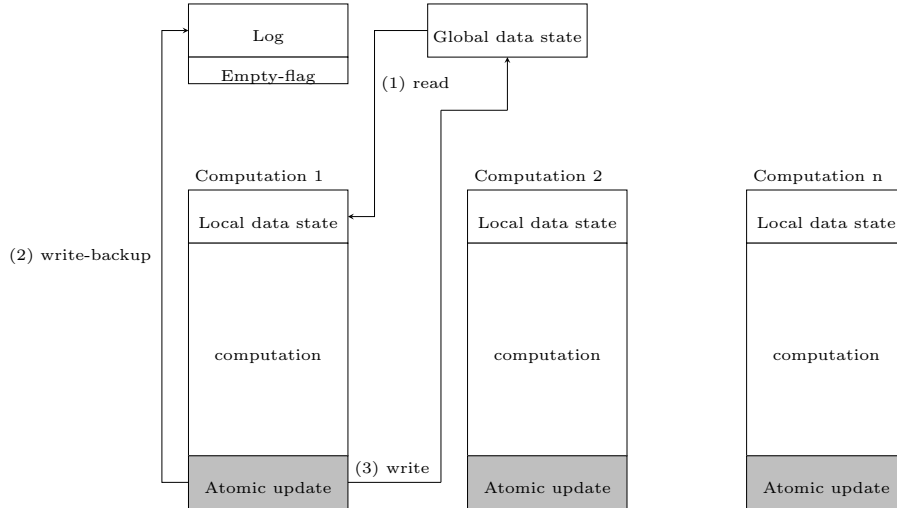 Log
Global data state
Empty-flag
(1) read
Computation 1
Computation 2
Computation n
Local data state
Local data state
Local data state
(2) write-backup
computation
computation
computation
(3) write
Atomic update
Atomic update
Atomic update